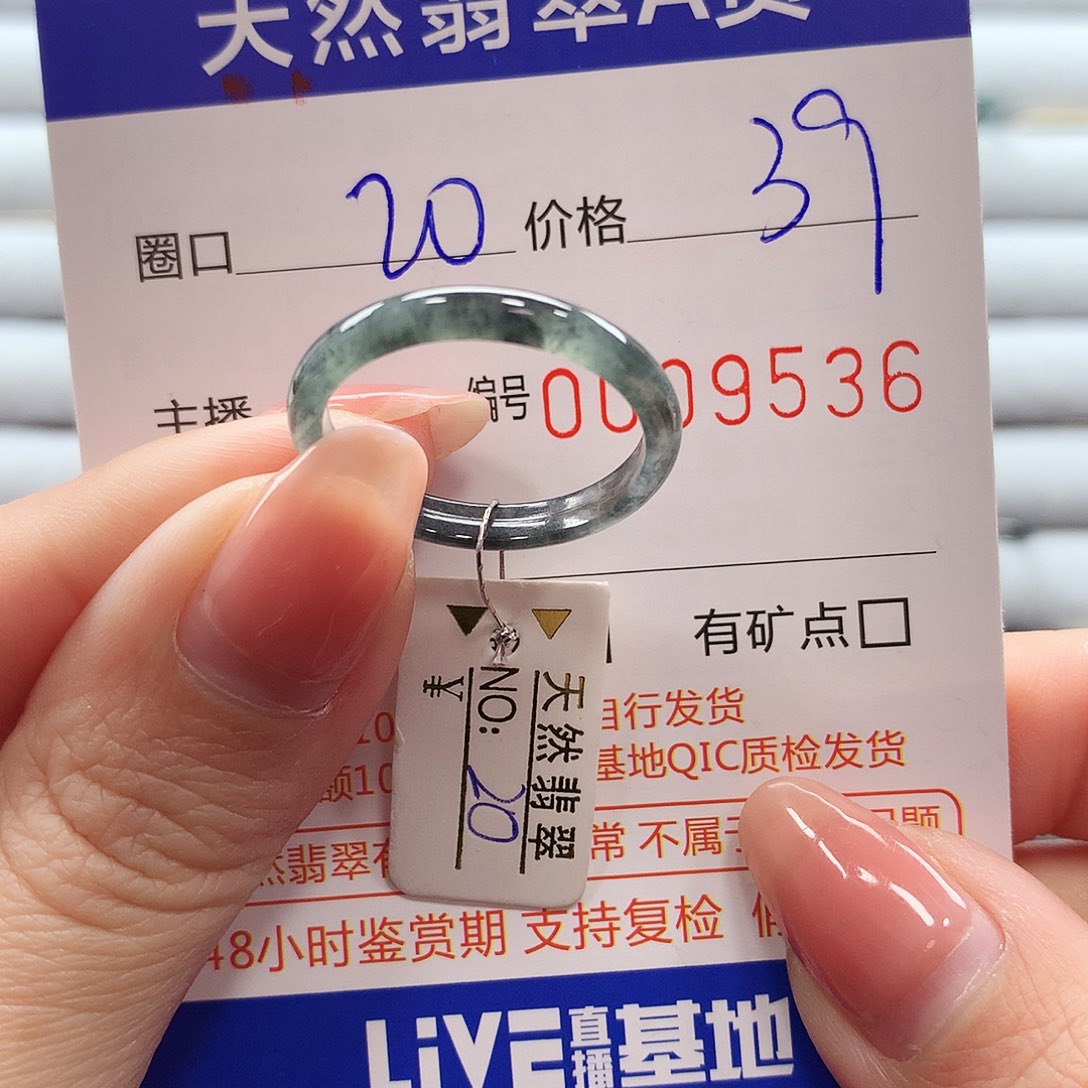 天然翡翠A货
圈口 20 价格 39
主播 编号 0009536
有矿点□
自行发货
基地QIC质检发货
常 不属于
48小时鉴赏期 支持复检
LiVE直播基地
天然翡翠
NO: 20
¥